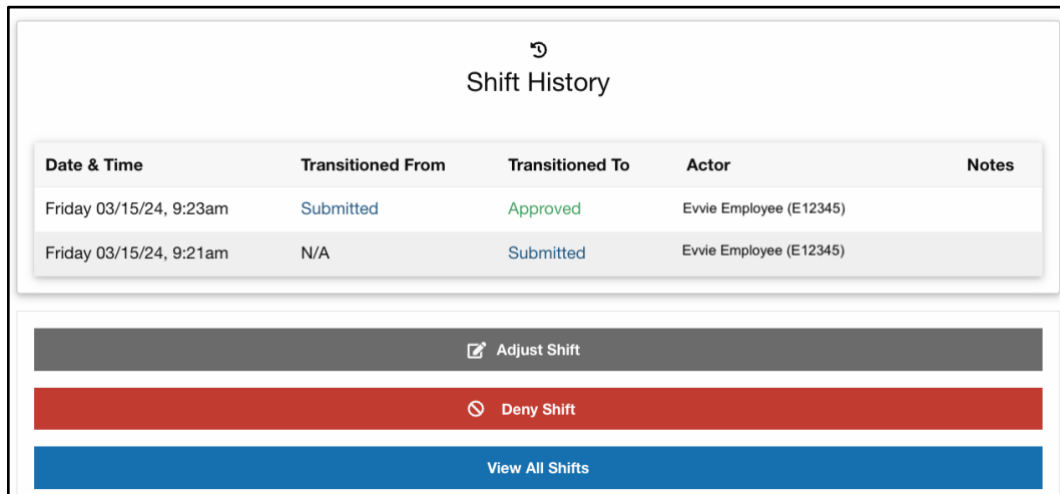 Shift History
Date & Time Transitioned From Transitioned To Actor Notes
Friday 03/15/24, 9:23am Submitted Approved Evvie Employee (E12345)
Friday 03/15/24, 9:21am N/A Submitted Evvie Employee (E12345)
Adjust Shift
Deny Shift
View All Shifts